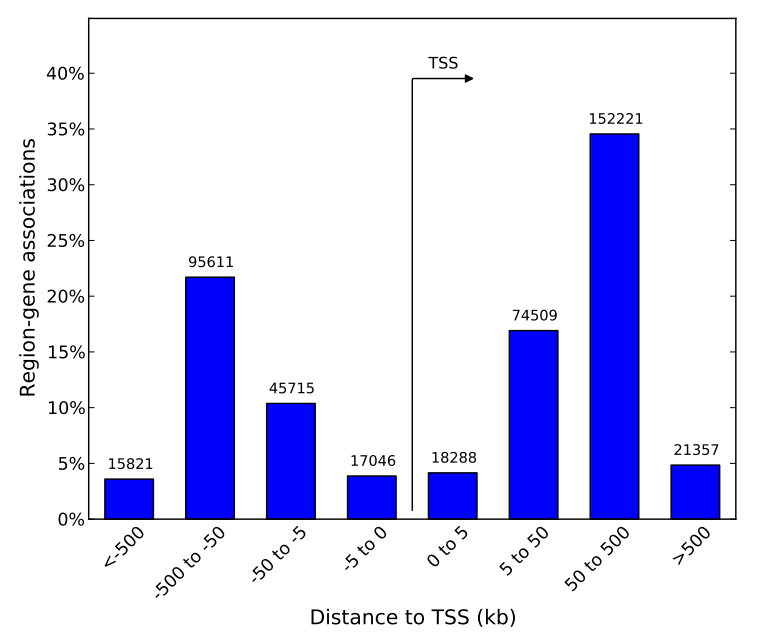 TSS
40%
35%
30%
25%
20%
15%
10%
5%
0%
Region-gene associations
15821
95611
45715
17046
18288
74509
152221
21357
<-500
-500 to -50
-50 to -5
-5 to 0
0 to 5
5 to 50
50 to 500
>500
Distance to TSS (kb)